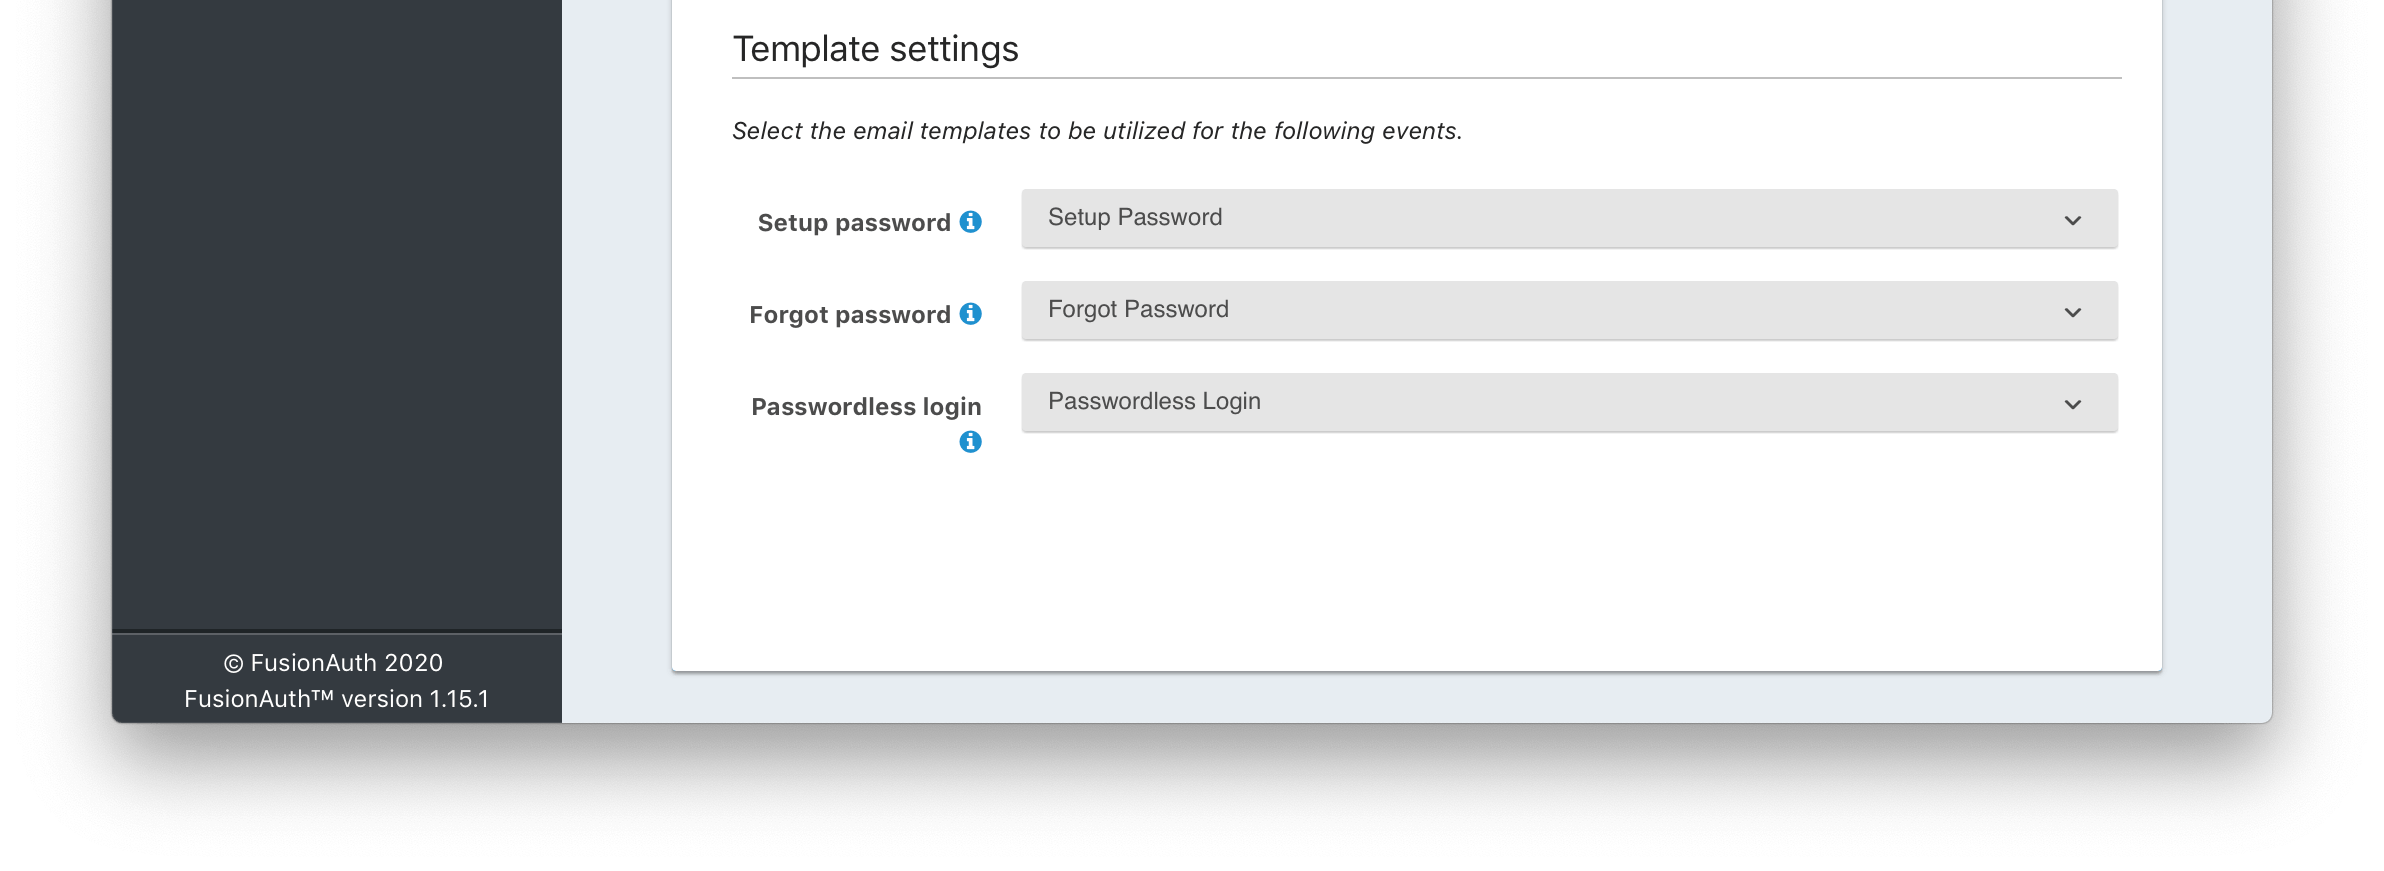 Template settings
Select the email templates to be utilized for the following events.
Setup password
Setup Password
Forgot password
Forgot Password
Passwordless login
Passwordless Login
© FusionAuth 2020
FusionAuth™ version 1.15.1